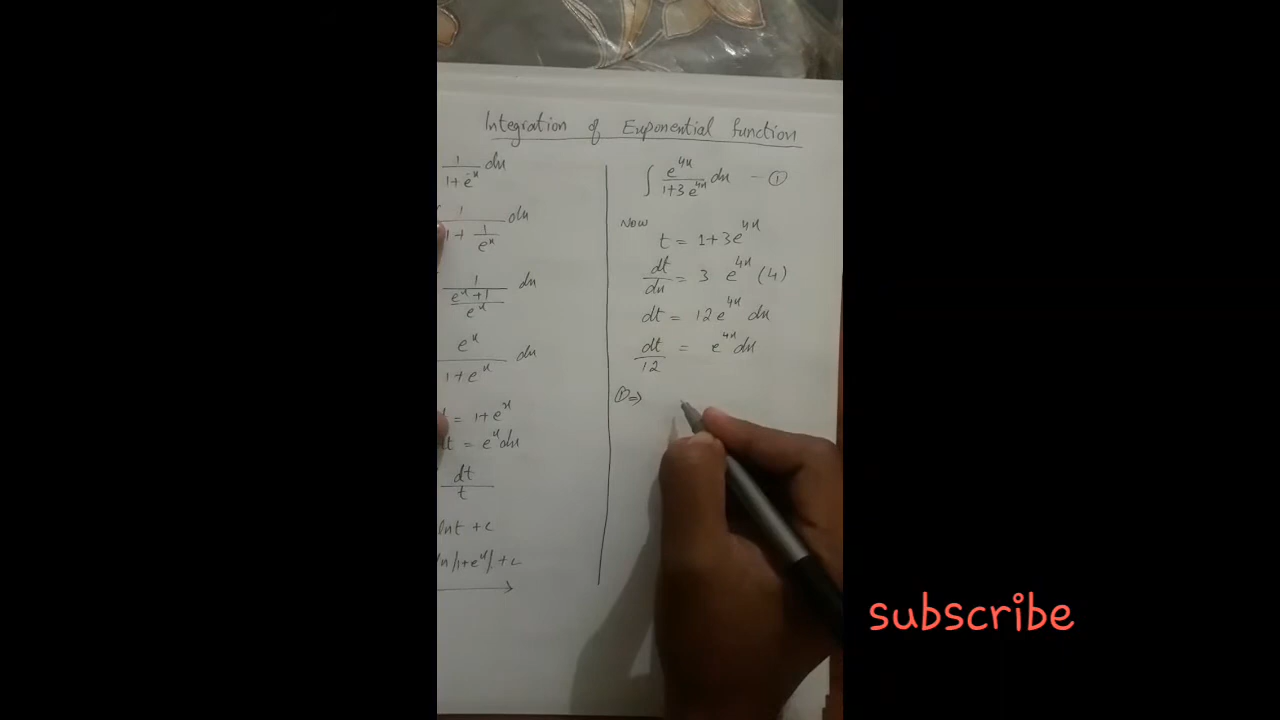 Integration of Exponential function
1/(1+e^-x) dx
1/(1+ 1/e^x) dx
1/((e^x+1)/e^x) dx
e^x/(1+e^x) dx
= 1+e^x
dt = e^x dx
dt/t
ln t + c
ln |1+e^x| + c
∫ e^4x/(1+3e^4x) dx — ①
Now
t = 1+3e^4x
dt/dx = 3 e^4x (4)
dt = 12 e^4x dx
dt/12 = e^4x dx
① ⇒
subscribe